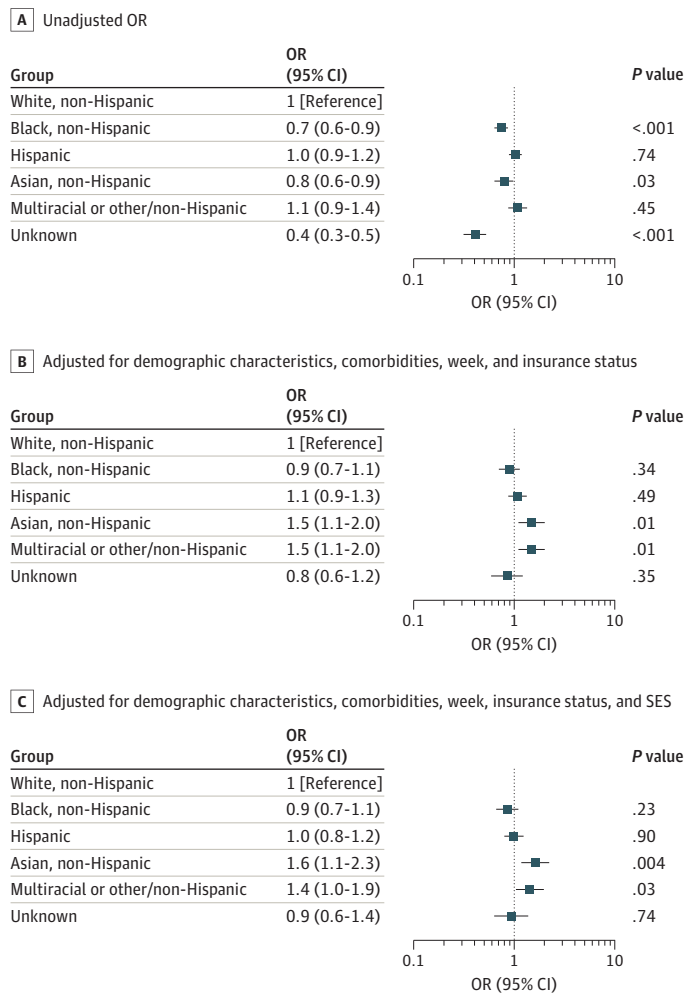 A Unadjusted OR
OR
Group (95% CI) P value
White, non-Hispanic 1 [Reference]
Black, non-Hispanic 0.7 (0.6-0.9) <.001
Hispanic 1.0 (0.9-1.2) .74
Asian, non-Hispanic 0.8 (0.6-0.9) .03
Multiracial or other/non-Hispanic 1.1 (0.9-1.4) .45
Unknown 0.4 (0.3-0.5) <.001
0.1 1 10
OR (95% CI)
B Adjusted for demographic characteristics, comorbidities, week, and insurance status
OR
Group (95% CI) P value
White, non-Hispanic 1 [Reference]
Black, non-Hispanic 0.9 (0.7-1.1) .34
Hispanic 1.1 (0.9-1.3) .49
Asian, non-Hispanic 1.5 (1.1-2.0) .01
Multiracial or other/non-Hispanic 1.5 (1.1-2.0) .01
Unknown 0.8 (0.6-1.2) .35
0.1 1 10
OR (95% CI)
C Adjusted for demographic characteristics, comorbidities, week, insurance status, and SES
OR
Group (95% CI) P value
White, non-Hispanic 1 [Reference]
Black, non-Hispanic 0.9 (0.7-1.1) .23
Hispanic 1.0 (0.8-1.2) .90
Asian, non-Hispanic 1.6 (1.1-2.3) .004
Multiracial or other/non-Hispanic 1.4 (1.0-1.9) .03
Unknown 0.9 (0.6-1.4) .74
0.1 1 10
OR (95% CI)